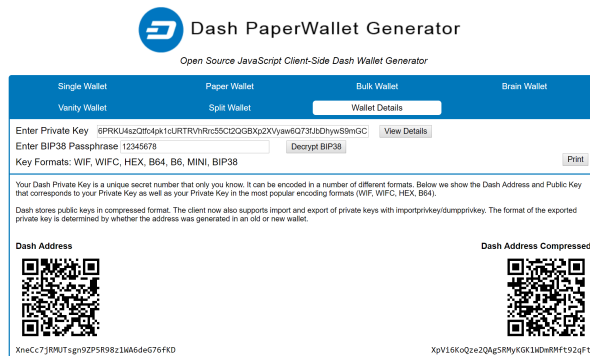 Dash PaperWallet Generator
Open Source JavaScript Client-Side Dash Wallet Generator
Single Wallet Paper Wallet Bulk Wallet Brain Wallet
Vanity Wallet Split Wallet Wallet Details
Enter Private Key 6PRKU4szQtfc4pk1cURTRVhRrc55Ct2QGBXp2XVyaw6Q73fJbDhywS9mGC View Details
Enter BIP38 Passphrase 12345678 Decrypt BIP38
Key Formats: WIF, WIFC, HEX, B64, B6, MINI, BIP38 Print
Your Dash Private Key is a unique secret number that only you know. It can be encoded in a number of different formats. Below we show the Dash Address and Public Key
that corresponds to your Private Key as well as your Private Key in the most popular encoding formats (WIF, WIFC, HEX, B64).
Dash stores public keys in compressed format. The client now also supports import and export of private keys with importprivkey/dumpprivkey. The format of the exported
private key is determined by whether the address was generated in an old or new wallet.
Dash Address Dash Address Compressed
XneCc7jRMUTsgn9ZP5R98z1WA6deG76fKD XpVi6KoQze2QAgSRMyKGK1WDmRMft92qFt